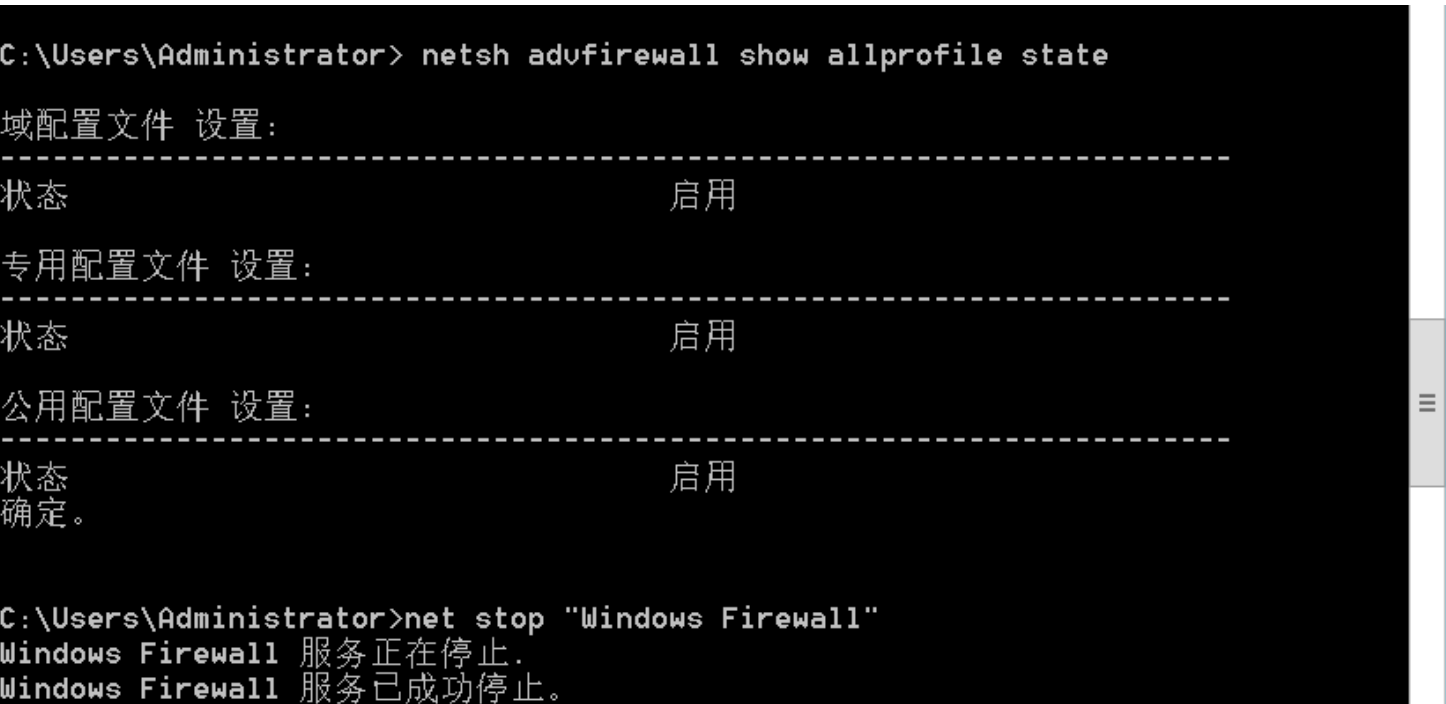 C:\Users\Administrator> netsh advfirewall show allprofile state
域配置文件 设置:
----------------------------------------------------------------------
状态 启用
专用配置文件 设置:
----------------------------------------------------------------------
状态 启用
公用配置文件 设置:
----------------------------------------------------------------------
状态 启用
确定。
C:\Users\Administrator>net stop "Windows Firewall"
Windows Firewall 服务正在停止.
Windows Firewall 服务已成功停止。